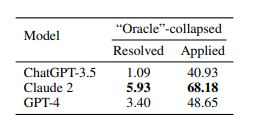 Model “Oracle”-collapsed
Resolved Applied
ChatGPT-3.5 1.09 40.93
Claude 2 5.93 68.18
GPT-4 3.40 48.65